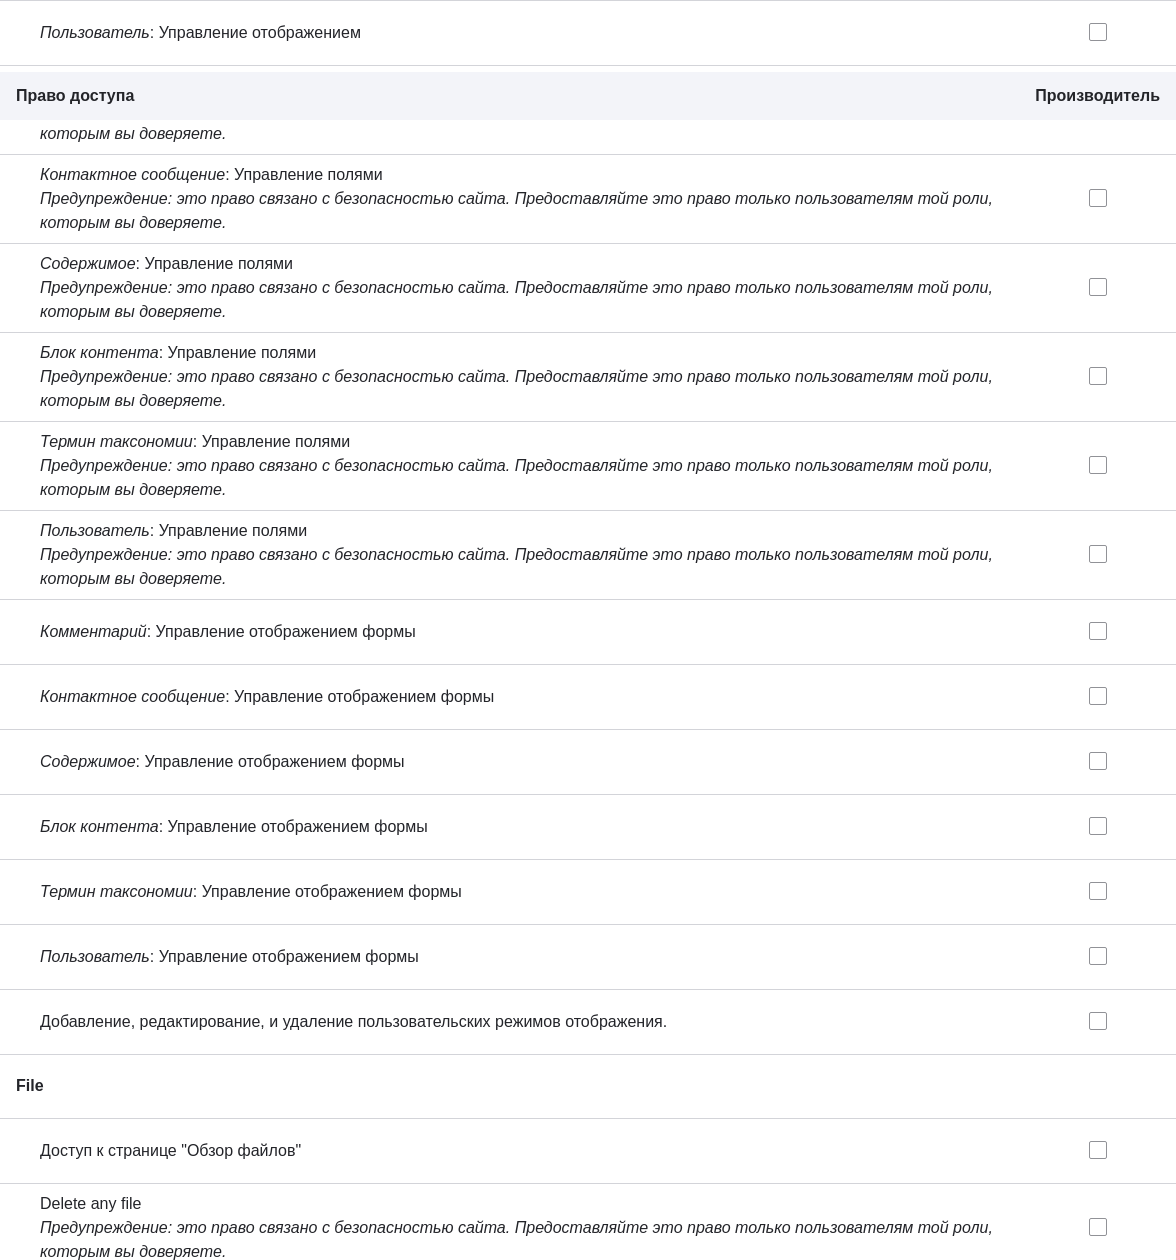 Пользователь: Управление отображением
Право доступа Производитель
которым вы доверяете.
Контактное сообщение: Управление полями
Предупреждение: это право связано с безопасностью сайта. Предоставляйте это право только пользователям той роли,
которым вы доверяете.
Содержимое: Управление полями
Предупреждение: это право связано с безопасностью сайта. Предоставляйте это право только пользователям той роли,
которым вы доверяете.
Блок контента: Управление полями
Предупреждение: это право связано с безопасностью сайта. Предоставляйте это право только пользователям той роли,
которым вы доверяете.
Термин таксономии: Управление полями
Предупреждение: это право связано с безопасностью сайта. Предоставляйте это право только пользователям той роли,
которым вы доверяете.
Пользователь: Управление полями
Предупреждение: это право связано с безопасностью сайта. Предоставляйте это право только пользователям той роли,
которым вы доверяете.
Комментарий: Управление отображением формы
Контактное сообщение: Управление отображением формы
Содержимое: Управление отображением формы
Блок контента: Управление отображением формы
Термин таксономии: Управление отображением формы
Пользователь: Управление отображением формы
Добавление, редактирование, и удаление пользовательских режимов отображения.
File
Доступ к странице "Обзор файлов"
Delete any file
Предупреждение: это право связано с безопасностью сайта. Предоставляйте это право только пользователям той роли,
которым вы доверяете.